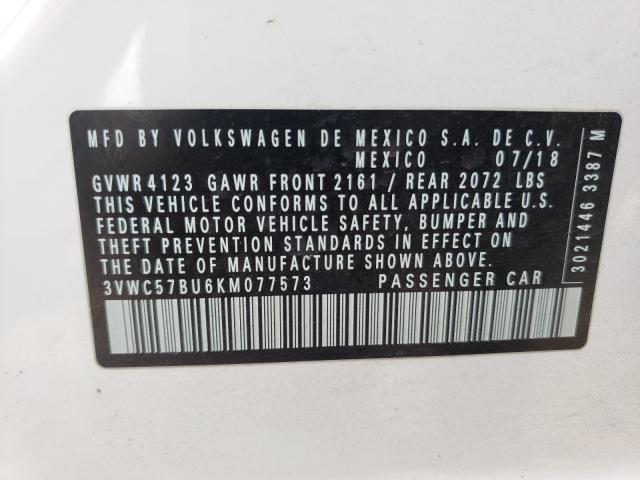 MFD BY VOLKSWAGEN DE MEXICO S.A. DE C.V.
MEXICO 07/18
GVWR 4123 GAWR FRONT 2161 / REAR 2072 LBS
THIS VEHICLE CONFORMS TO ALL APPLICABLE U.S.
FEDERAL MOTOR VEHICLE SAFETY, BUMPER AND
THEFT PREVENTION STANDARDS IN EFFECT ON
THE DATE OF MANUFACTURE SHOWN ABOVE.
3VWC57BU6KM077573 PASSENGER CAR
3021446 3387 M